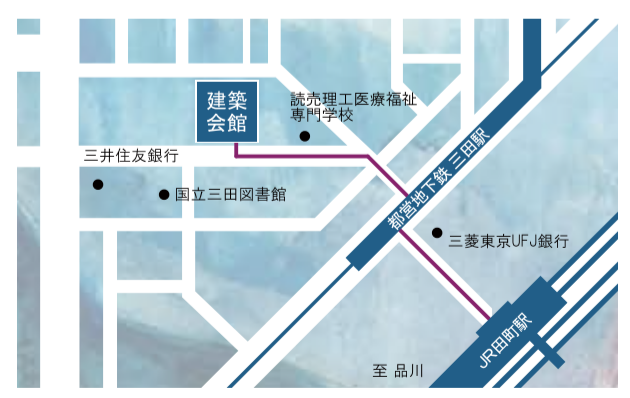 建築
会館
読売理工医療福祉
専門学校
三井住友銀行
国立三田図書館
都営地下鉄 三田駅
三菱東京UFJ銀行
JR田町駅
至 品川